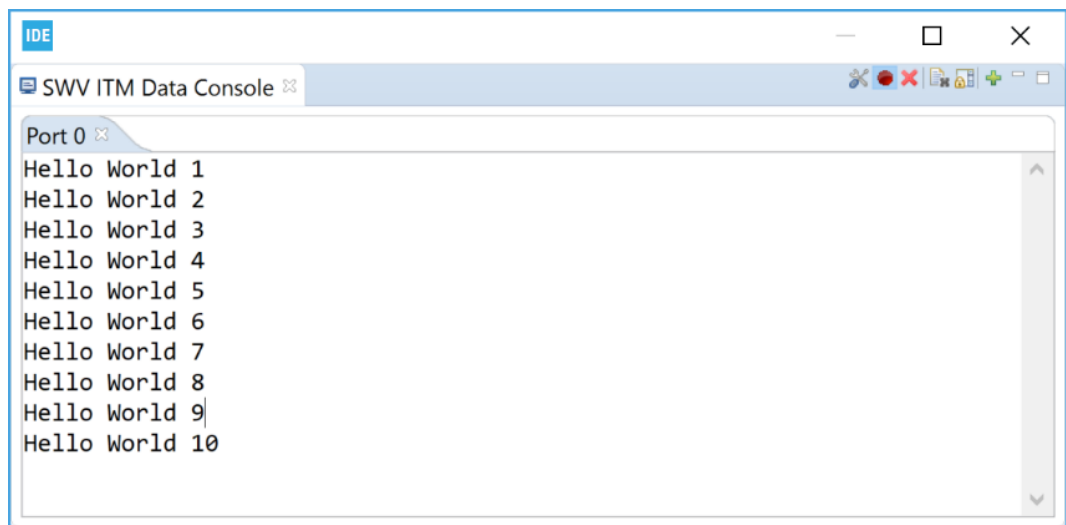 IDE
SWV ITM Data Console
Port 0
Hello World 1
Hello World 2
Hello World 3
Hello World 4
Hello World 5
Hello World 6
Hello World 7
Hello World 8
Hello World 9
Hello World 10